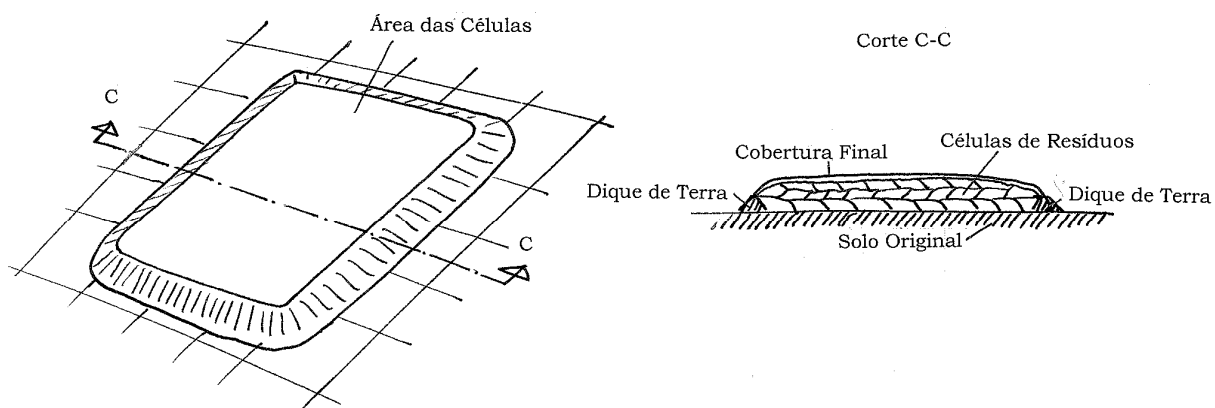 Área das Células
C
C
Corte C-C
Cobertura Final
Células de Resíduos
Dique de Terra
Dique de Terra
Solo Original